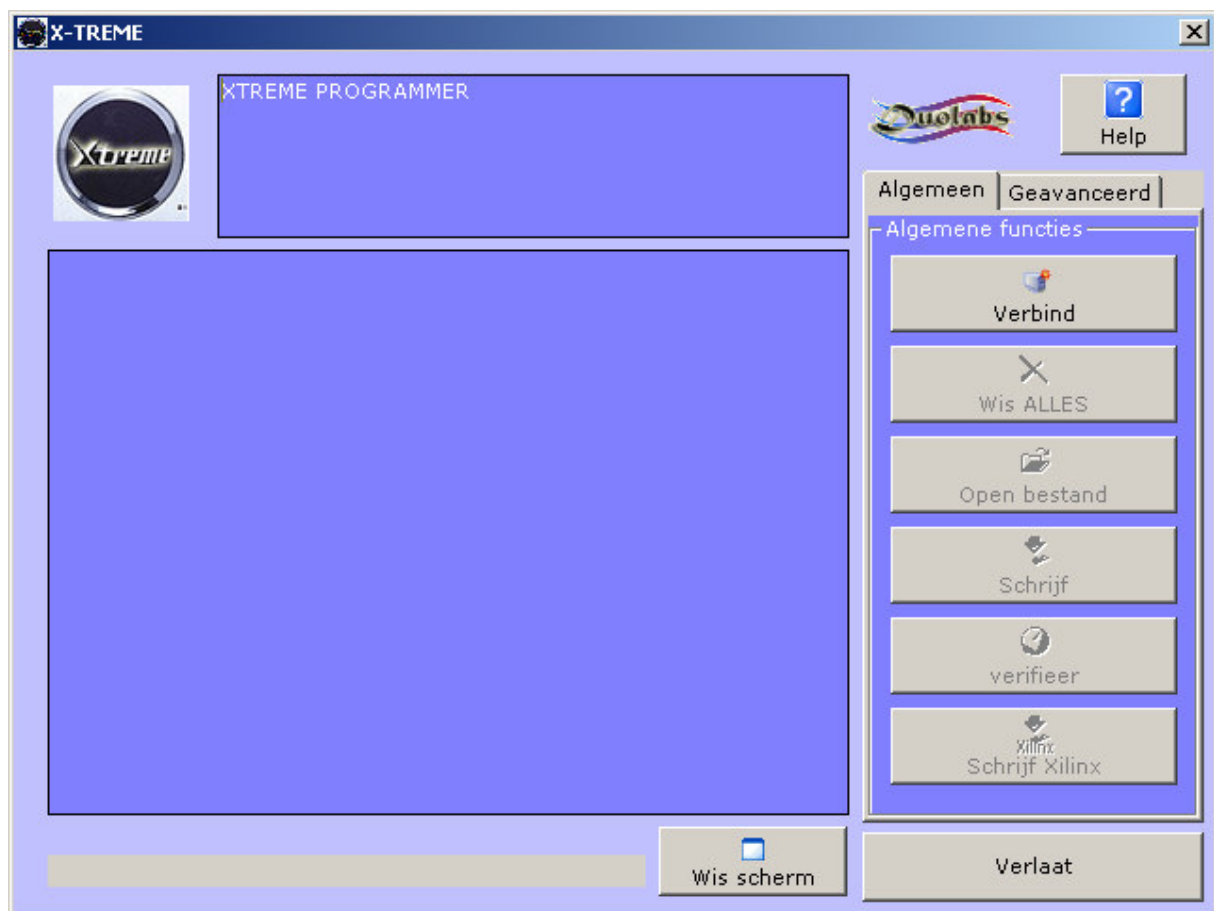 X-TREME
Xtreme
XTREME PROGRAMMER
Duolabs
Help
Algemeen
Geavanceerd
Algemene functies
Verbind
Wis ALLES
Open bestand
Schrijf
verifieer
Xilinx
Schrijf Xilinx
Wis scherm
Verlaat